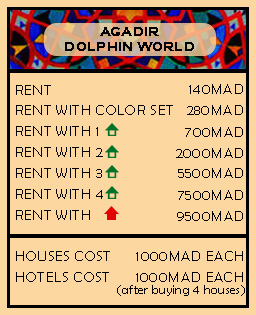 AGADIR
DOLPHIN WORLD
RENT 140MAD
RENT WITH COLOR SET 280MAD
RENT WITH 1 700MAD
RENT WITH 2 2000MAD
RENT WITH 3 5500MAD
RENT WITH 4 7500MAD
RENT WITH 9500MAD
HOUSES COST 1000MAD EACH
HOTELS COST 1000MAD EACH
(after buying 4 houses)